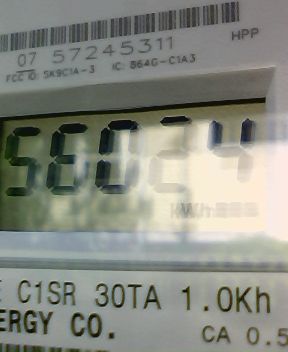 07 57245311 HPP
FCC ID: SK9C1A-3 IC: 864G-C1A3
56024
kWh
C1SR 30TA 1.0Kh
ERGY CO. CA 0.5